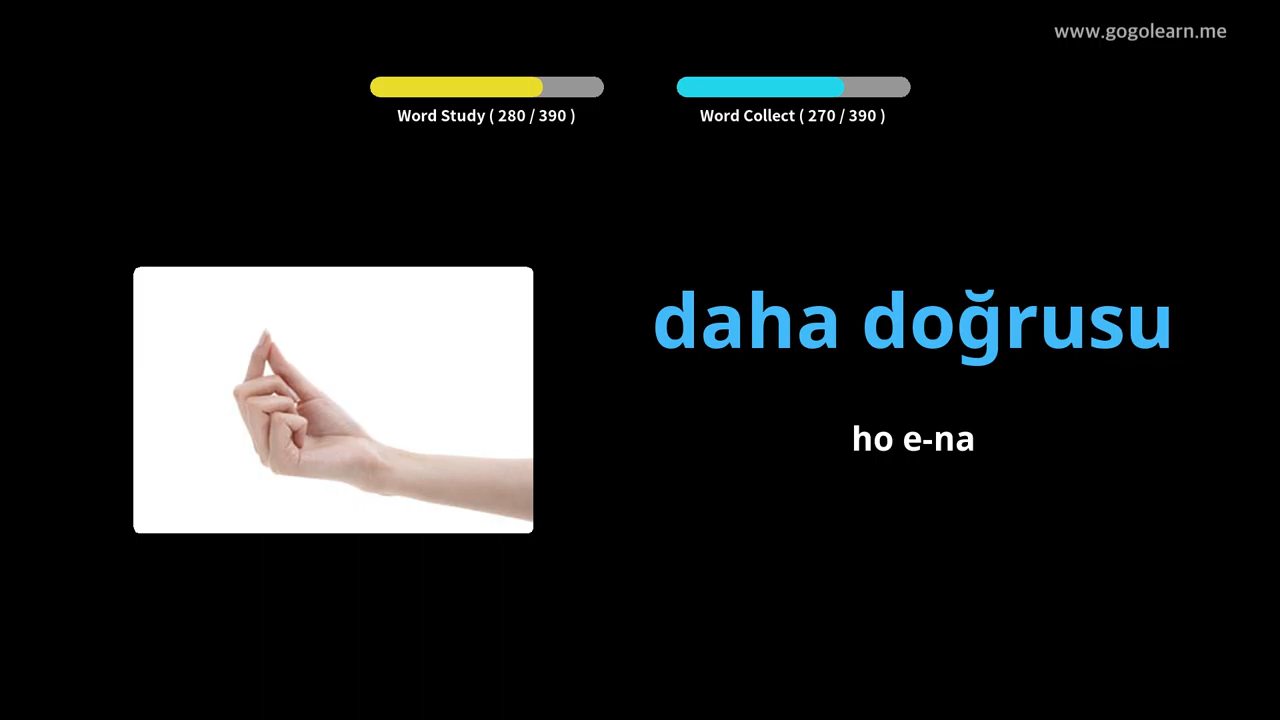 www.gogolearn.me
Word Study ( 280 / 390 )
Word Collect ( 270 / 390 )
daha doğrusu
ho e-na